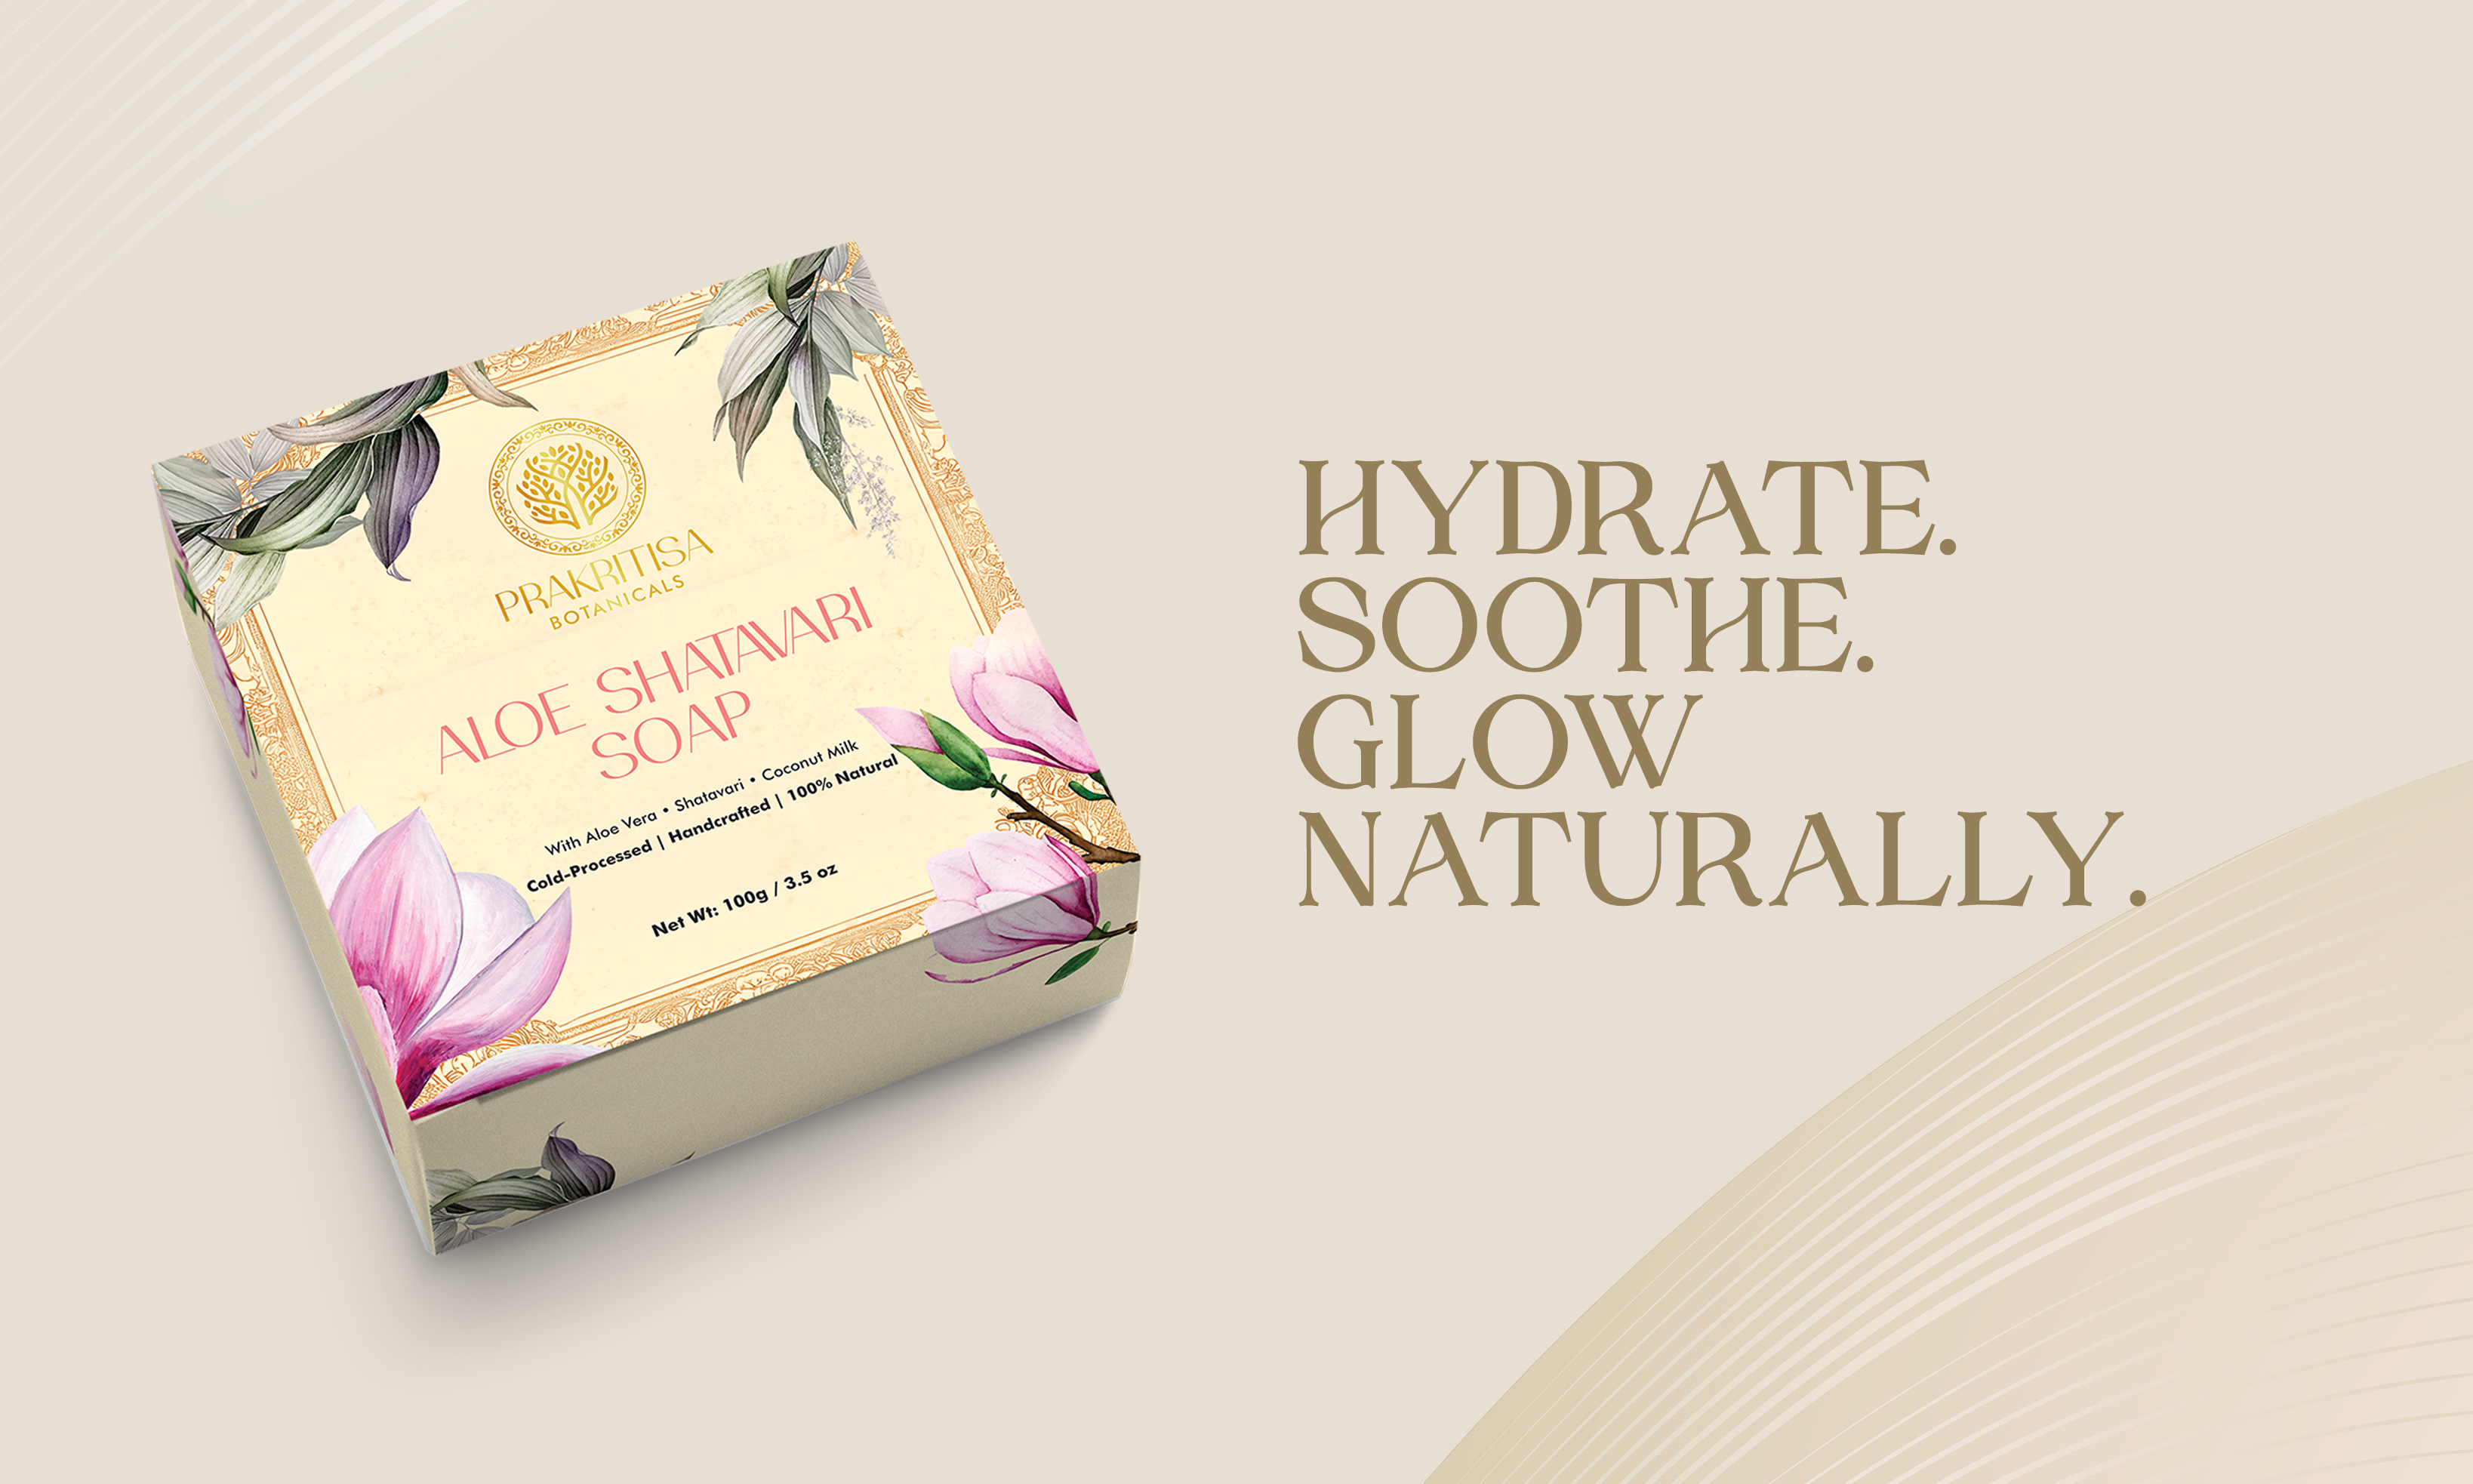 PRAKRITISA
BOTANICALS
ALOE SHATAVARI
SOAP
With Aloe Vera • Shatavari • Coconut Milk
Cold-Processed | Handcrafted | 100% Natural
Net Wt: 100g / 3.5 oz
HYDRATE.
SOOTHE.
GLOW
NATURALLY.